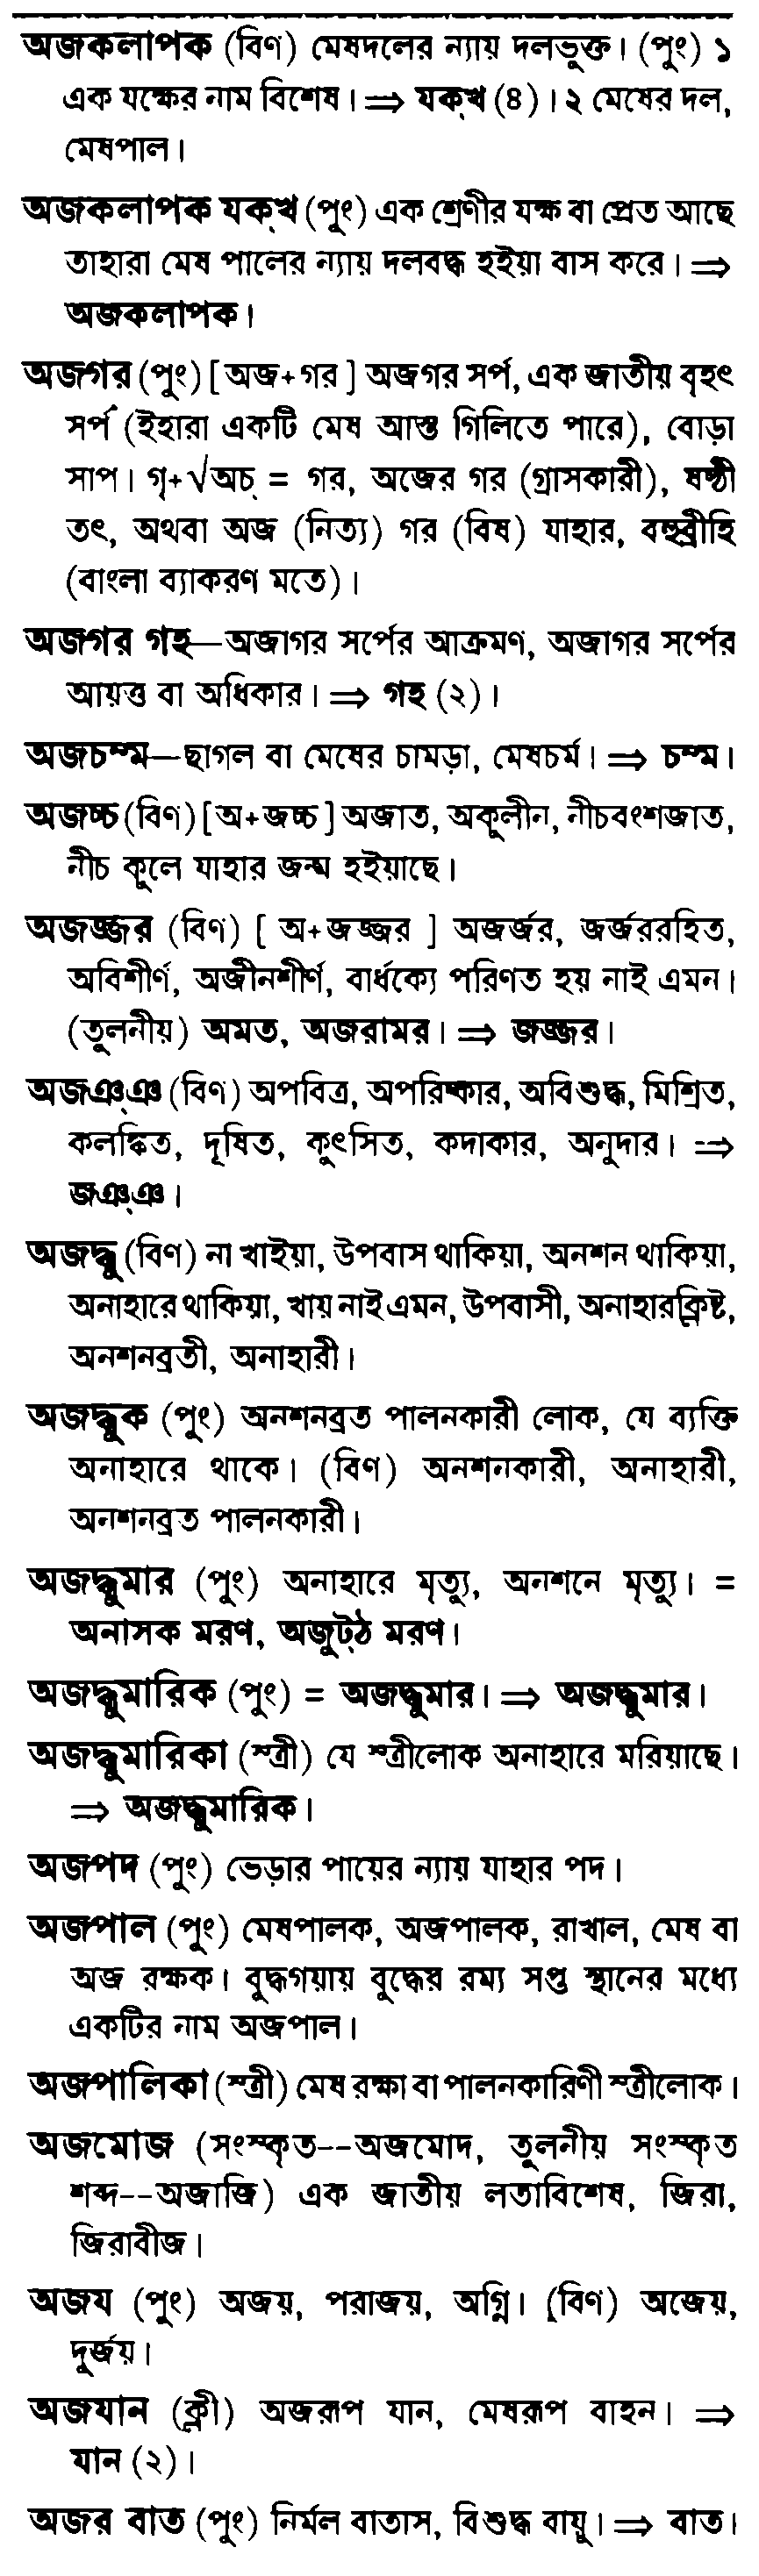 অজকলাপক (বিণ) মেষদলের ন্যায় দলভুক্ত। (পুং) ১
এক যক্ষের নাম বিশেষ। ⇒ যক্‌খ (৪)। ২ মেষের দল,
মেষপাল।
অজকলাপক যক্‌খ (পুং) এক শ্রেণীর যক্ষ বা প্রেত আছে
তাহারা মেষ পালের ন্যায় দলবদ্ধ হইয়া বাস করে। ⇒
অজকলাপক।
অজগর (পুং) [ অজ+গর ] অজগর সর্প, এক জাতীয় বৃহৎ
সর্প (ইহারা একটি মেষ আস্ত গিলিতে পারে), বোড়া
সাপ। গৃ+√অচ্ = গর, অজের গর (গ্রাসকারী), ষষ্ঠী
তৎ, অথবা অজ (নিত্য) গর (বিষ) যাহার, বহুব্রীহি
(বাংলা ব্যাকরণ মতে)।
অজগর গহ—অজাগর সর্পের আক্রমণ, অজাগর সর্পের
আয়ত্ত বা অধিকার। ⇒ গহ (২)।
অজচম্ম—ছাগল বা মেষের চামড়া, মেষচর্ম। ⇒ চম্ম।
অজচ্চ (বিণ) [অ+জচ্চ] অজাত, অকুলীন, নীচবংশজাত,
নীচ কুলে যাহার জন্ম হইয়াছে।
অজজ্জর (বিণ) [ অ+জজ্জর ] অজর্জর, জর্জররহিত,
অবিশীর্ণ, অজীনশীর্ণ, বার্ধক্যে পরিণত হয় নাই এমন।
(তুলনীয়) অমত, অজরামর। ⇒ জজ্জর।
অজঞ্‌ঞ (বিণ) অপবিত্র, অপরিষ্কার, অবিশুদ্ধ, মিশ্রিত,
কলঙ্কিত, দূষিত, কুৎসিত, কদাকার, অনুদার। ⇒
জঞ্‌ঞ।
অজদ্ধু (বিণ) না খাইয়া, উপবাস থাকিয়া, অনশন থাকিয়া,
অনাহারে থাকিয়া, খায় নাই এমন, উপবাসী, অনাহারক্লিষ্ট,
অনশনব্রতী, অনাহারী।
অজদ্ধুক (পুং) অনশনব্রত পালনকারী লোক, যে ব্যক্তি
অনাহারে থাকে। (বিণ) অনশনকারী, অনাহারী,
অনশনব্রত পালনকারী।
অজদ্ধুমার (পুং) অনাহারে মৃত্যু, অনশনে মৃত্যু। =
অনাসক মরণ, অজুট্‌ঠ মরণ।
অজদ্ধুমারিক (পুং) = অজদ্ধুমার। ⇒ অজদ্ধুমার।
অজদ্ধুমারিকা (স্ত্রী) যে স্ত্রীলোক অনাহারে মরিয়াছে।
⇒ অজদ্ধুমারিক।
অজপদ (পুং) ভেড়ার পায়ের ন্যায় যাহার পদ।
অজপাল (পুং) মেষপালক, অজপালক, রাখাল, মেষ বা
অজ রক্ষক। বুদ্ধগয়ায় বুদ্ধের রম্য সপ্ত স্থানের মধ্যে
একটির নাম অজপাল।
অজপালিকা (স্ত্রী) মেষ রক্ষা বা পালনকারিণী স্ত্রীলোক।
অজমোজ (সংস্কৃত--অজমোদ, তুলনীয় সংস্কৃত
শব্দ--অজাজি) এক জাতীয় লতাবিশেষ, জিরা,
জিরাবীজ।
অজয (পুং) অজয়, পরাজয়, অগ্নি। (বিণ) অজেয়,
দুর্জয়।
অজযান (ক্লী) অজরূপ যান, মেষরূপ বাহন। ⇒
যান (২)।
অজর বাত (পুং) নির্মল বাতাস, বিশুদ্ধ বায়ু। ⇒ বাত।